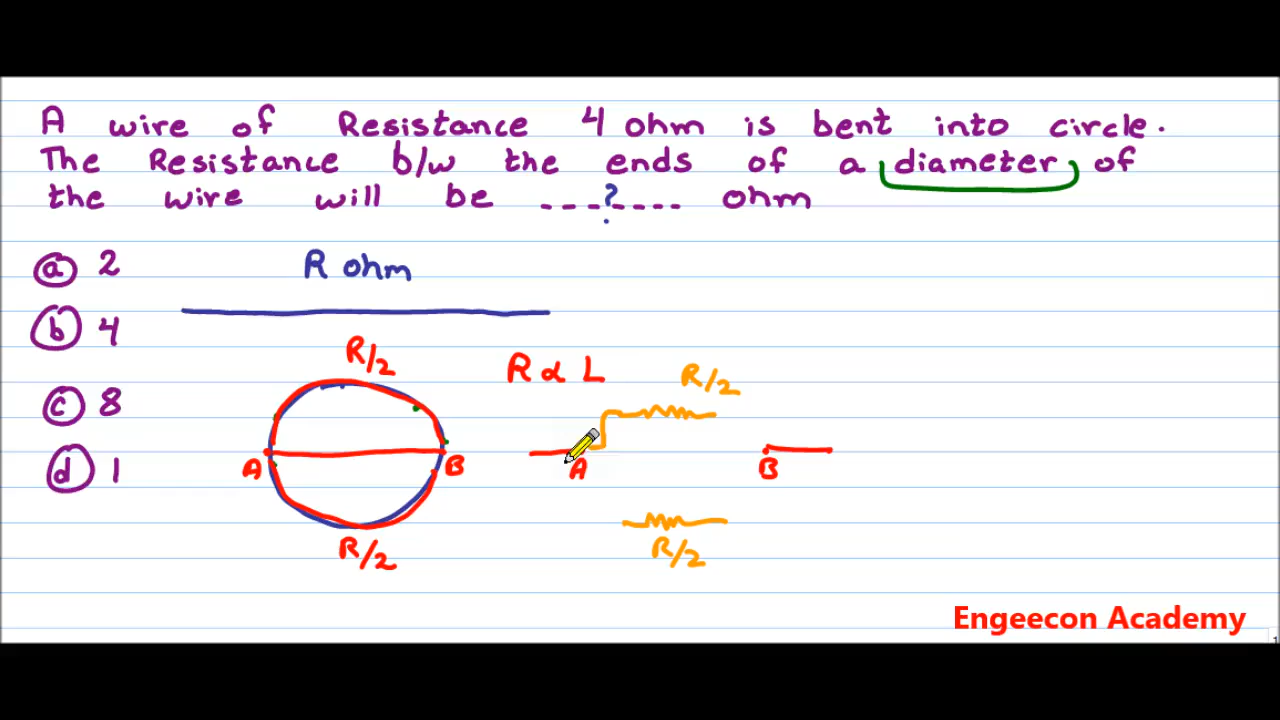 A wire of Resistance 4 ohm is bent into circle.
The Resistance b/w the ends of a diameter of
the wire will be ----?---- ohm
a 2
R ohm
b 4
R/2
R α L
R/2
c 8
A
B
A
B
d 1
R/2
R/2
Engeecon Academy
1